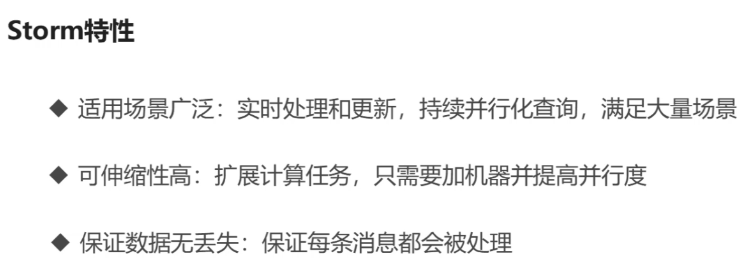 Storm特性
◆ 适用场景广泛：实时处理和更新，持续并行化查询，满足大量场景
◆ 可伸缩性高：扩展计算任务，只需要加机器并提高并行度
◆ 保证数据无丢失：保证每条消息都会被处理